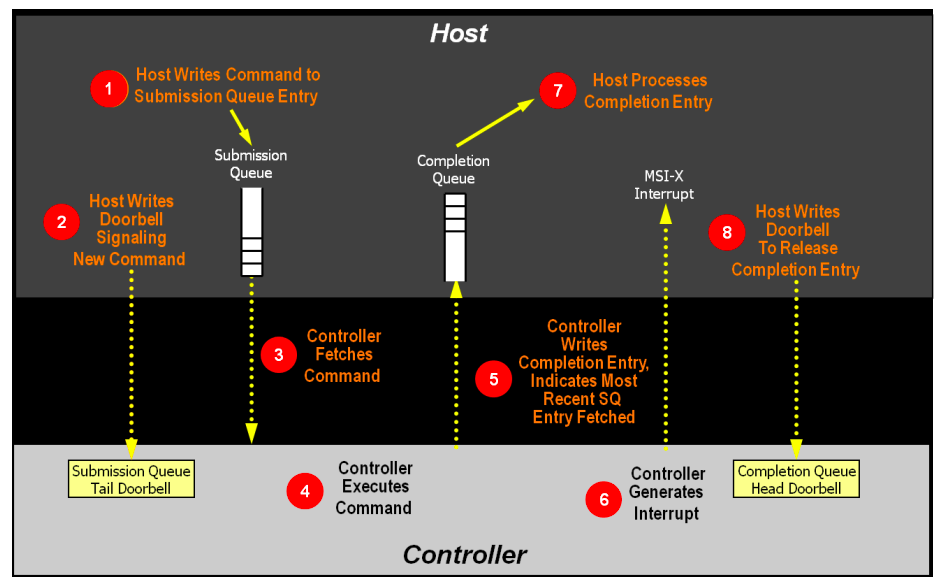 Host
1
Host Writes Command to
Submission Queue Entry
7
Host Processes
Completion Entry
Submission
Queue
Completion
Queue
MSI-X
Interrupt
2
Host Writes
Doorbell
Signaling
New Command
8
Host Writes
Doorbell
To Release
Completion Entry
3
Controller
Fetches
Command
5
Controller
Writes
Completion Entry,
Indicates Most
Recent SQ
Entry Fetched
Submission Queue
Tail Doorbell
4
Controller
Executes
Command
6
Controller
Generates
Interrupt
Completion Queue
Head Doorbell
Controller